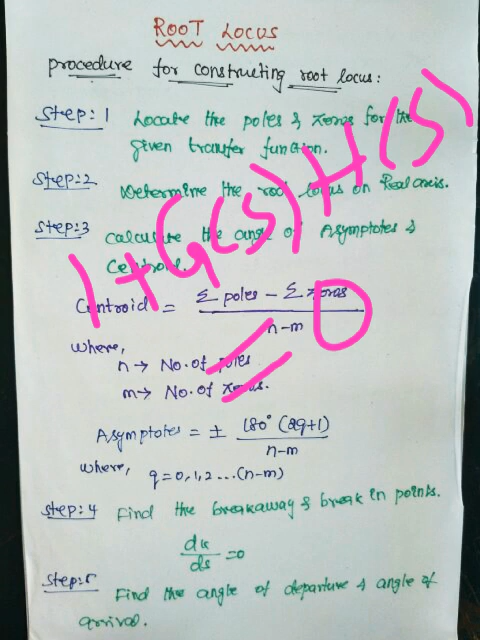 ROOT LOCUS
procedure for constructing root locus:
Step:1 Locate the poles & zeros for the
given transfer function.
Step:2 Determine the root locus on Real axis.
Step:3 calculate the angle of Asymptotes &
Centroid.
Centroid = Σ poles - Σ zeros
n-m
where,
n → No. of poles
m → No. of zeros.
Asymptotes = ± 180° (2q+1)
n-m
where, q = 0, 1, 2 ... (n-m)
Step:4 Find the breakaway & break in points.
dk
ds =0
Step:5 Find the angle of departure & angle of
arrival.
1+G(S)H(S)
=0